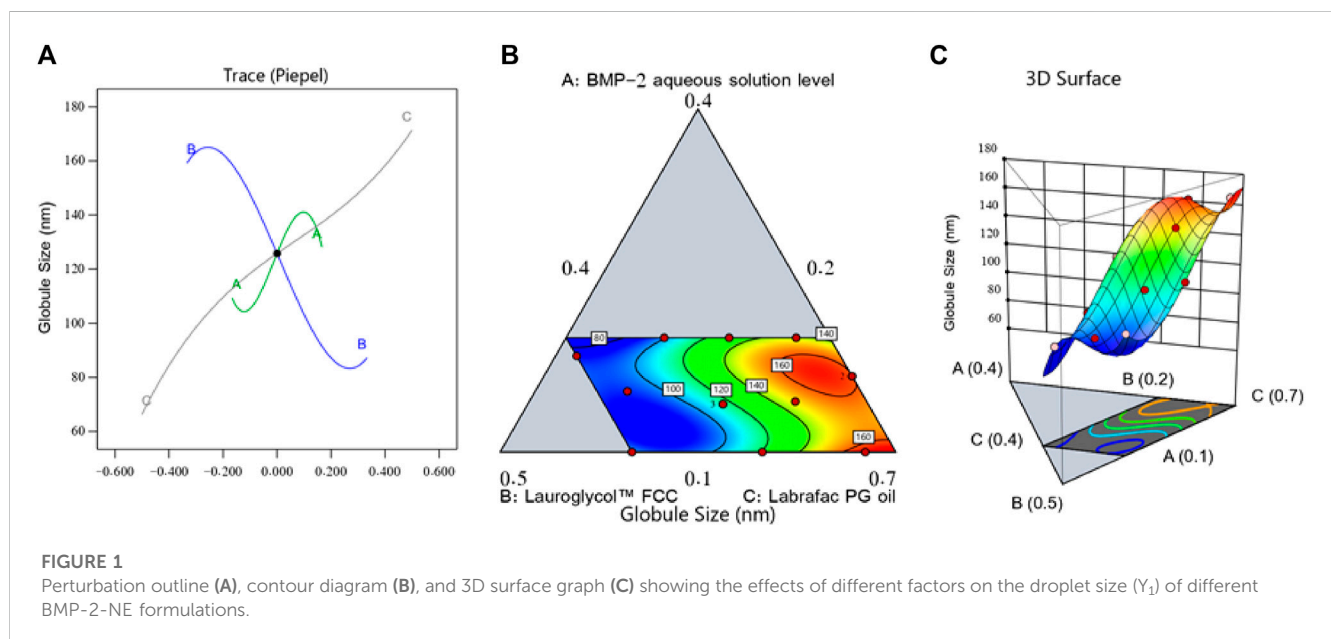 A
Trace (Piepel)
Globule Size (nm)
180
160
140
120
100
80
60
−0.600
−0.400
−0.200
0.000
0.200
0.400
0.600
A
A
B
B
C
C
B
A: BMP-2 aqueous solution level
0.4
0.4
0.2
80
140
160
100
120
140
2
3
160
0.5
0.1
0.7
B: Lauroglycol™ FCC
C: Labrafac PG oil
Globule Size (nm)
C
3D Surface
Globule Size (nm)
180
160
140
120
100
80
60
A (0.4)
B (0.2)
C (0.7)
C (0.4)
A (0.1)
B (0.5)
FIGURE 1
Perturbation outline (A), contour diagram (B), and 3D surface graph (C) showing the effects of different factors on the droplet size (Y₁) of different
BMP-2-NE formulations.